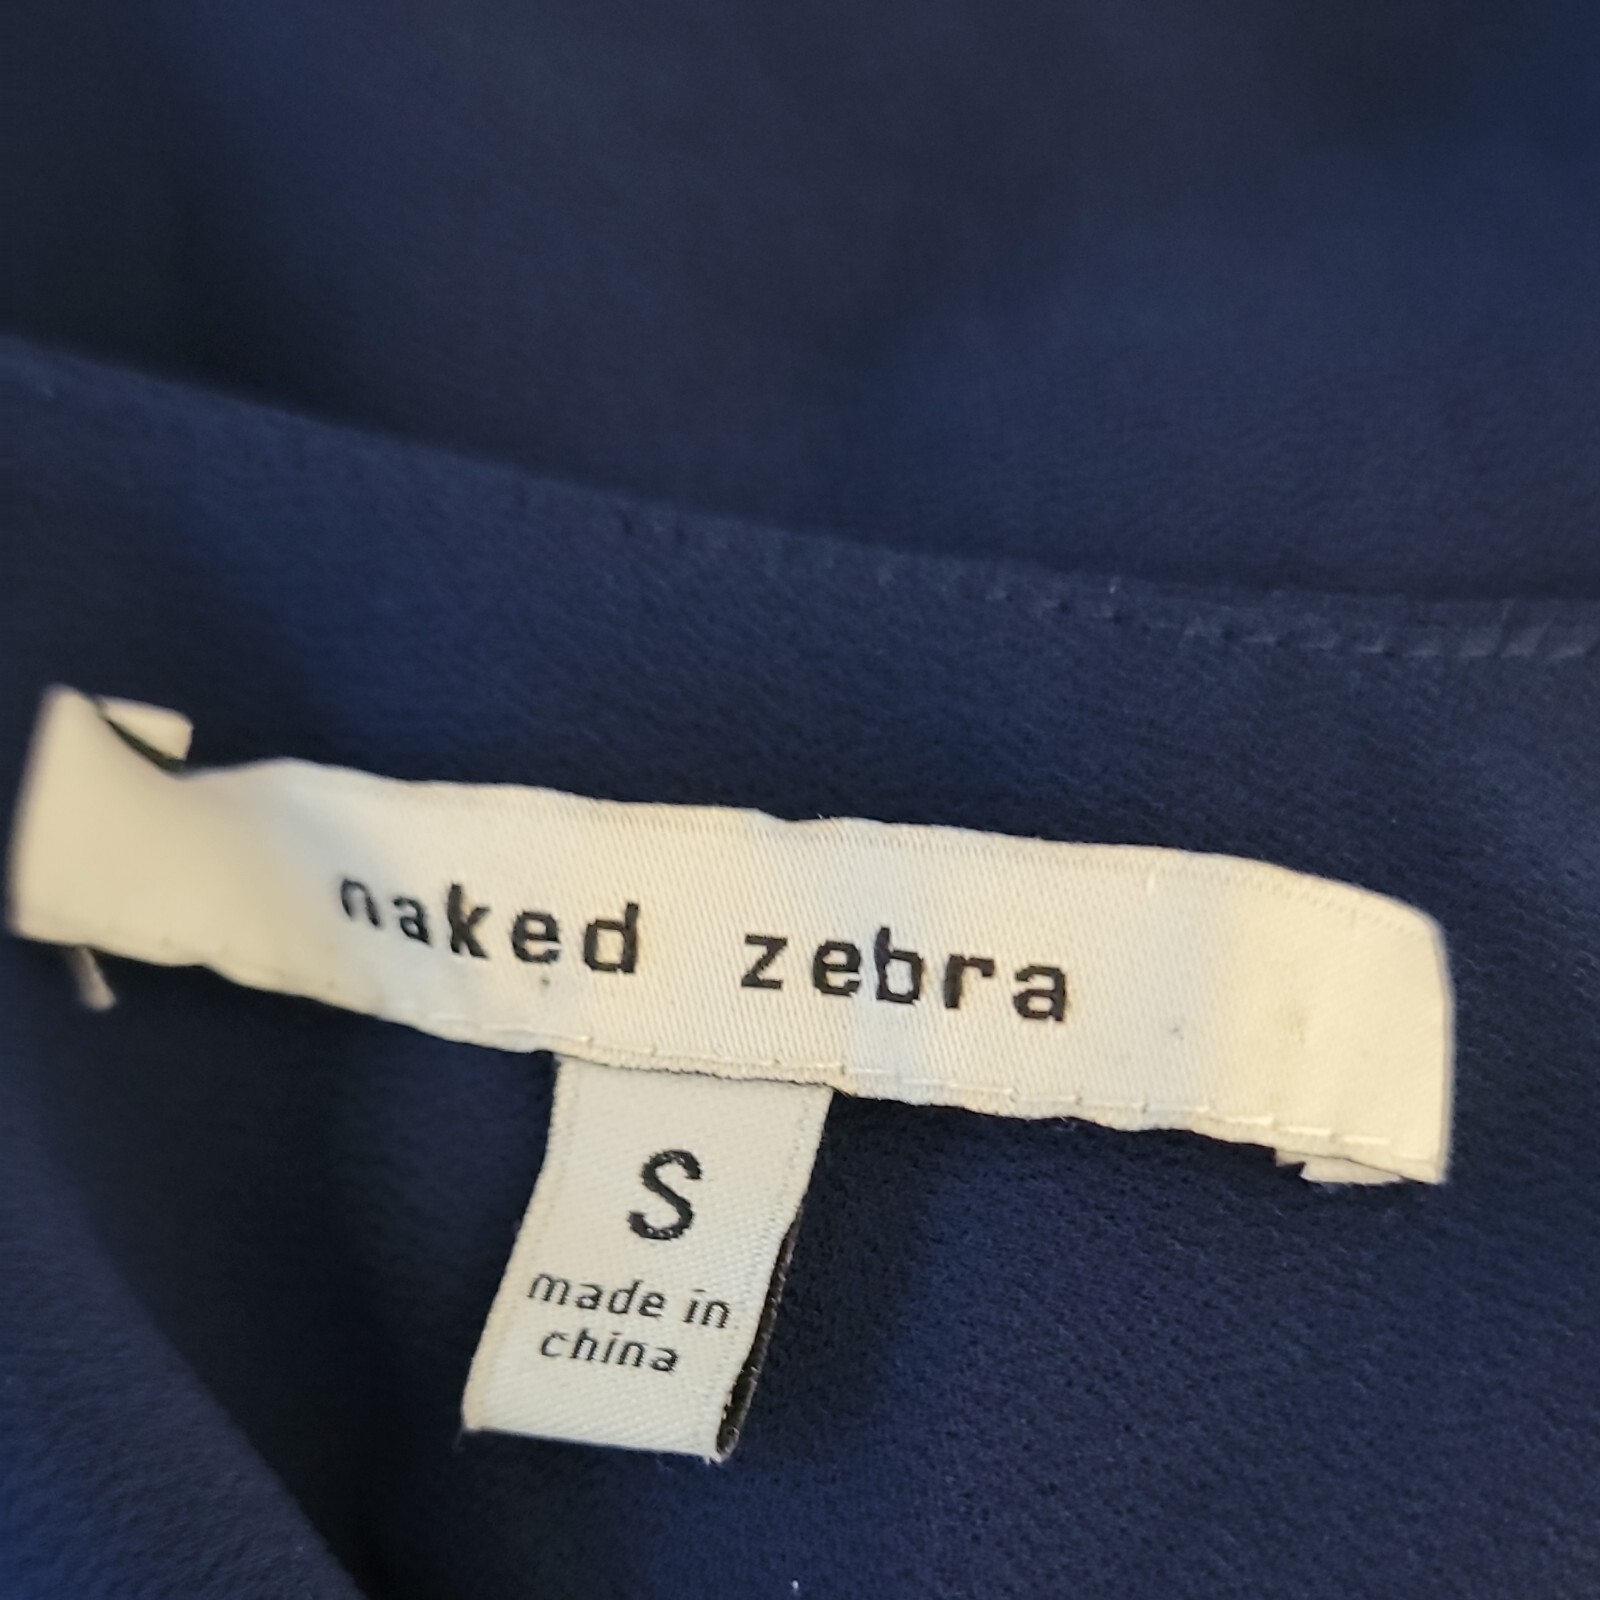 naked zebra
S
made in
china